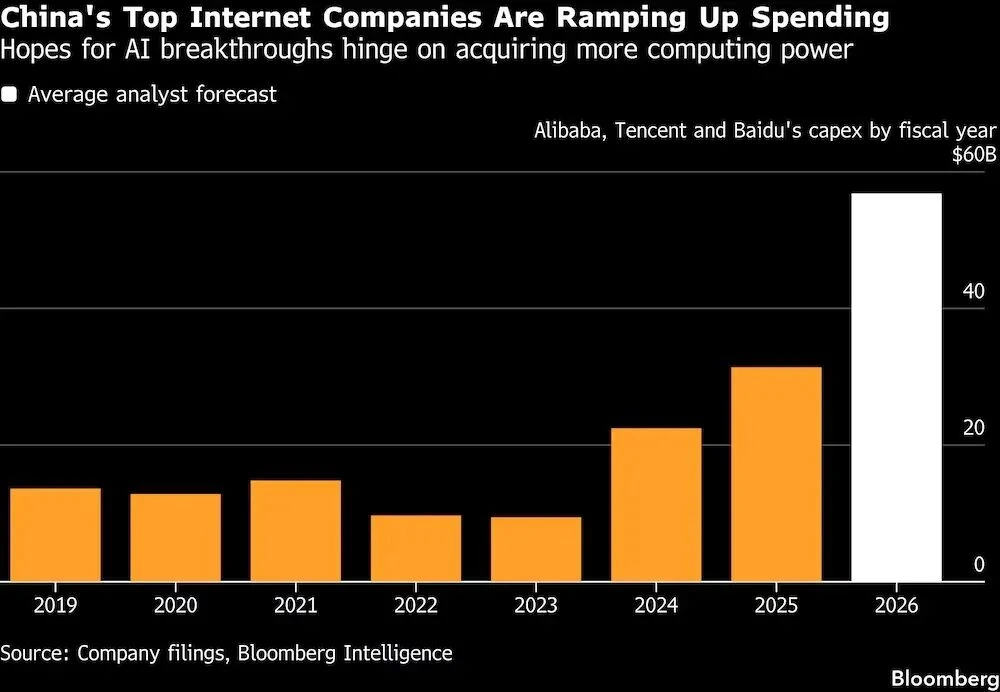 China's Top Internet Companies Are Ramping Up Spending
Hopes for AI breakthroughs hinge on acquiring more computing power
Average analyst forecast
Alibaba, Tencent and Baidu's capex by fiscal year
$60B
40
20
0
2019 2020 2021 2022 2023 2024 2025 2026
Source: Company filings, Bloomberg Intelligence
Bloomberg